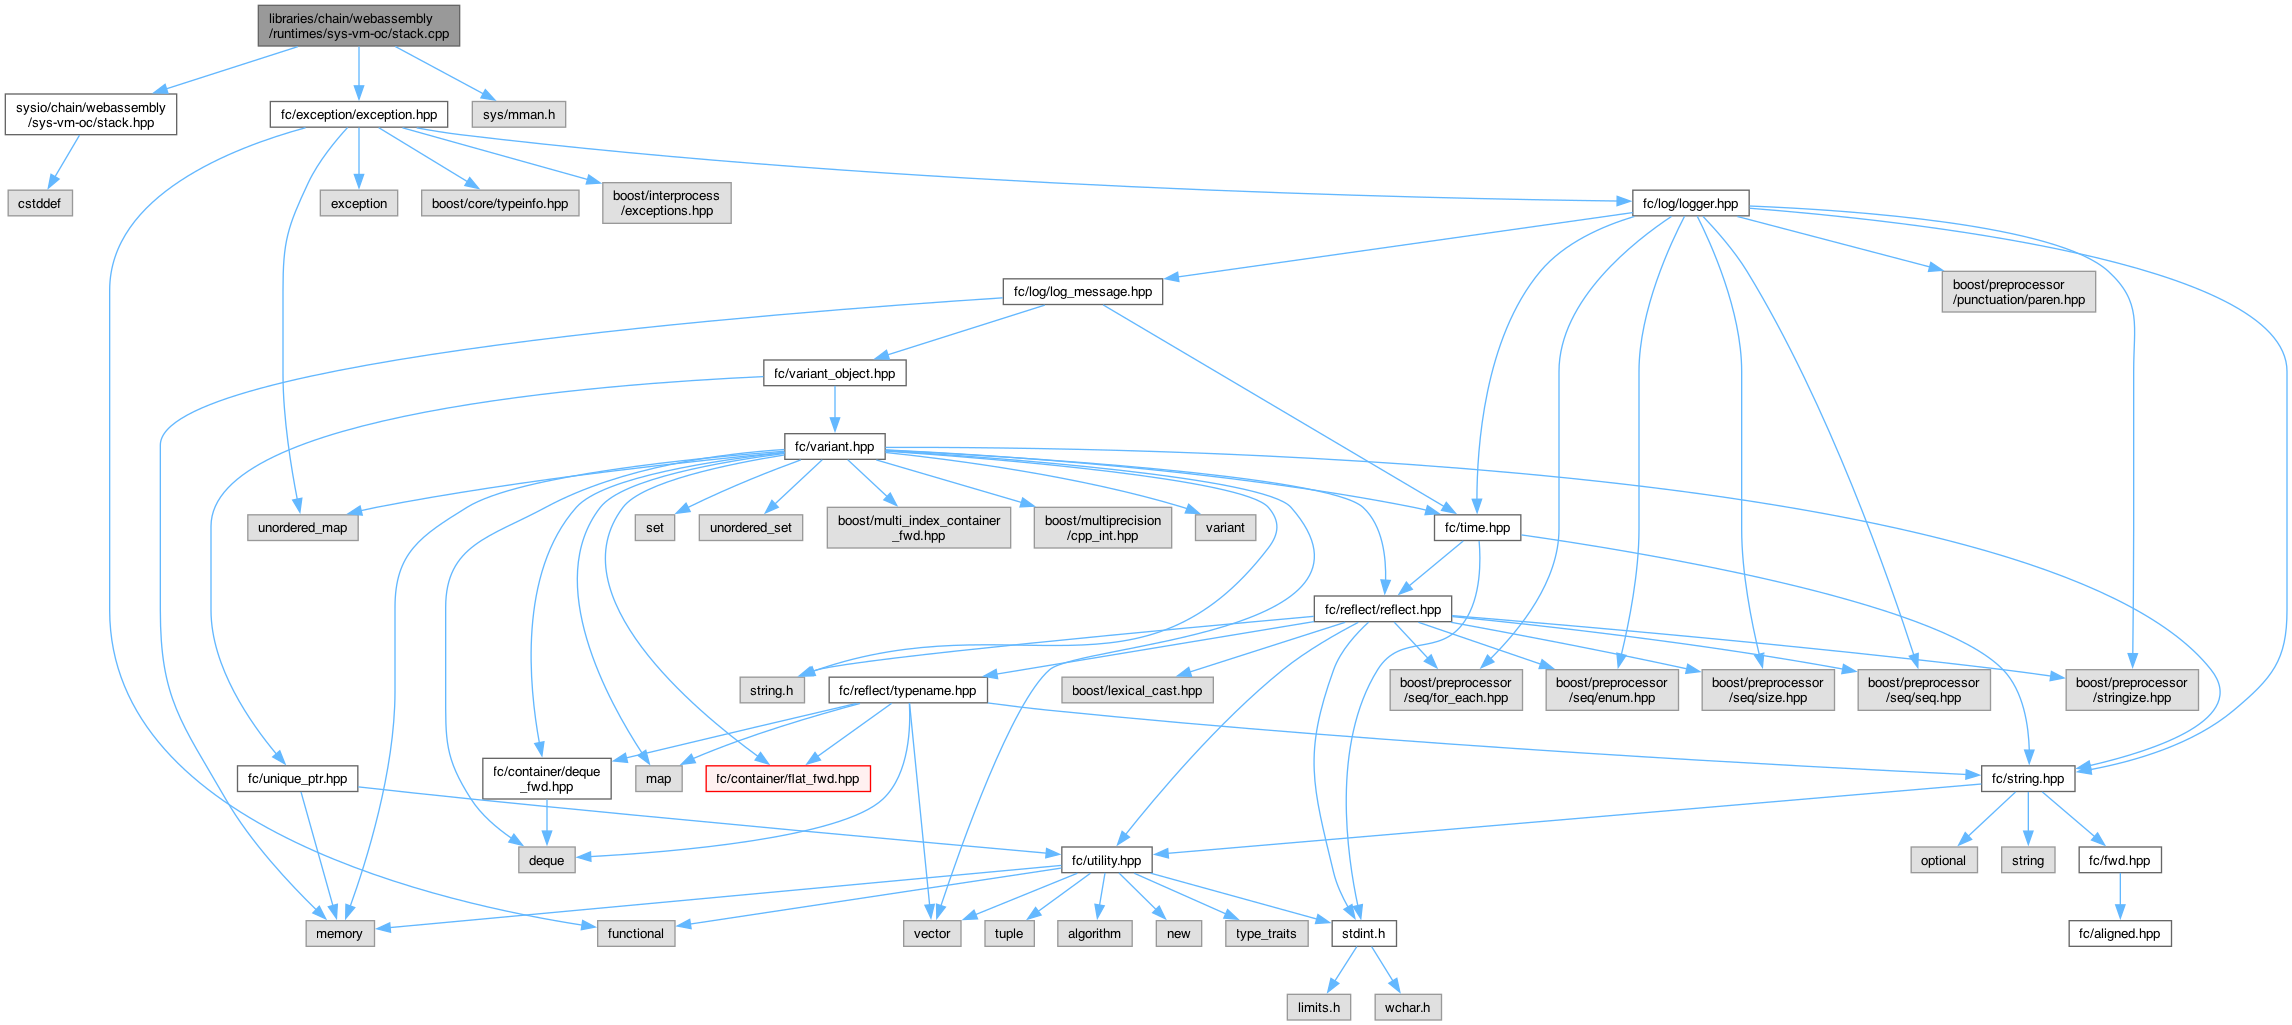 libraries/chain/webassembly
/runtimes/sys-vm-oc/stack.cpp
sysio/chain/webassembly
/sys-vm-oc/stack.hpp
fc/exception/exception.hpp
sys/mman.h
cstddef
exception
boost/core/typeinfo.hpp
boost/interprocess
/exceptions.hpp
fc/log/logger.hpp
fc/log/log_message.hpp
boost/preprocessor
/punctuation/paren.hpp
fc/variant_object.hpp
fc/variant.hpp
unordered_map
set
unordered_set
boost/multi_index_container
_fwd.hpp
boost/multiprecision
/cpp_int.hpp
variant
fc/time.hpp
fc/reflect/reflect.hpp
string.h
fc/reflect/typename.hpp
boost/lexical_cast.hpp
boost/preprocessor
/seq/for_each.hpp
boost/preprocessor
/seq/enum.hpp
boost/preprocessor
/seq/size.hpp
boost/preprocessor
/seq/seq.hpp
boost/preprocessor
/stringize.hpp
fc/unique_ptr.hpp
fc/container/deque
_fwd.hpp
map
fc/container/flat_fwd.hpp
fc/string.hpp
deque
fc/utility.hpp
optional
string
fc/fwd.hpp
memory
functional
vector
tuple
algorithm
new
type_traits
stdint.h
fc/aligned.hpp
limits.h
wchar.h